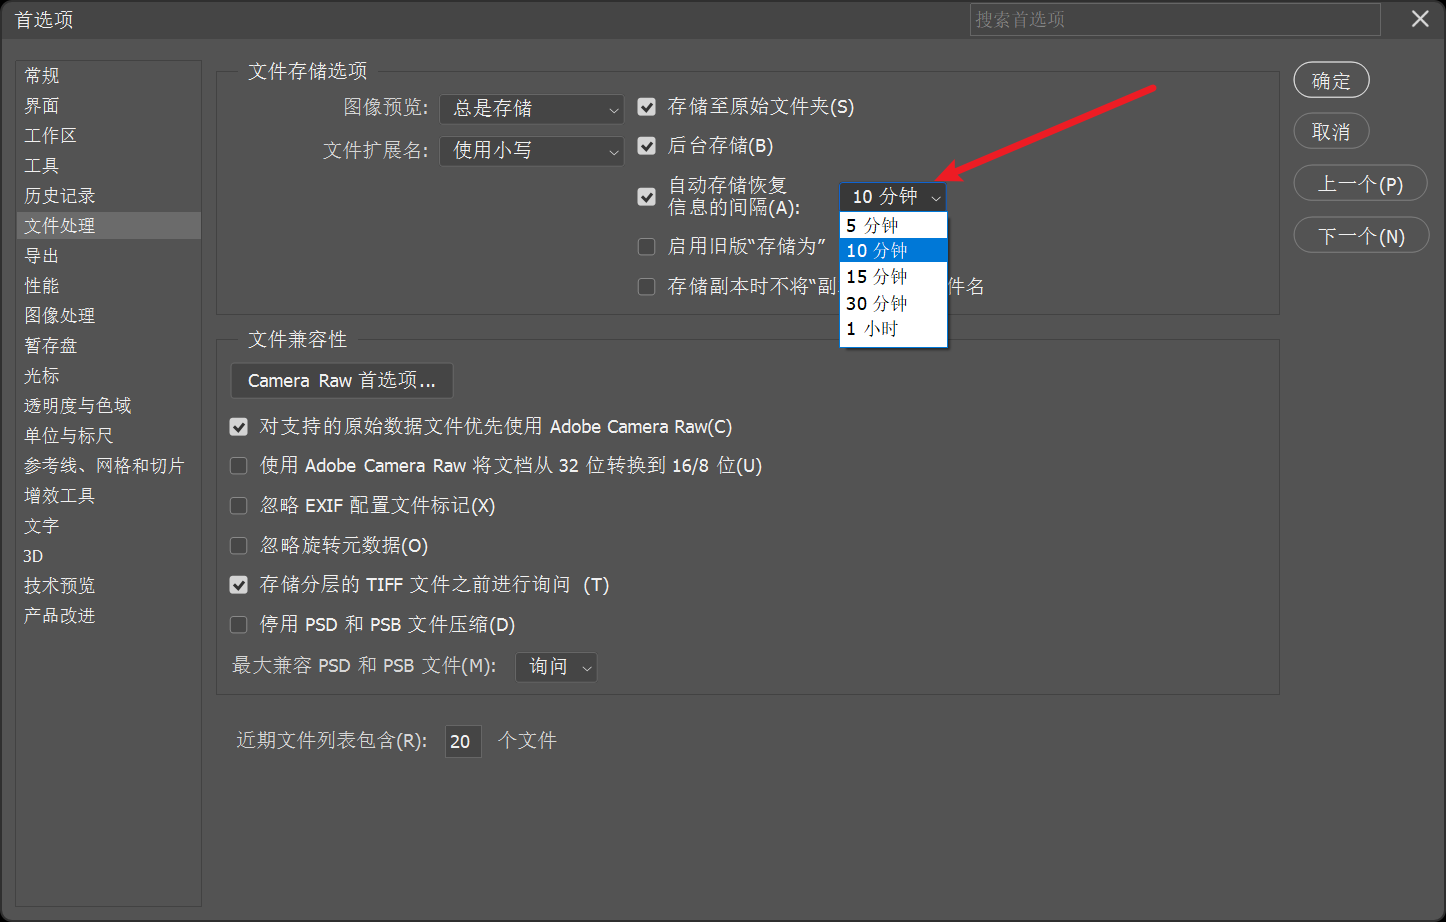 首选项
搜索首选项
常规
界面
工作区
工具
历史记录
文件处理
导出
性能
图像处理
暂存盘
光标
透明度与色域
单位与标尺
参考线、网格和切片
增效工具
文字
3D
技术预览
产品改进
文件存储选项
图像预览: 总是存储
文件扩展名: 使用小写
存储至原始文件夹(S)
后台存储(B)
自动存储恢复
信息的间隔(A):
10 分钟
5 分钟
10 分钟
15 分钟
30 分钟
1 小时
启用旧版“存储为”
存储副本时不将“副 件名
文件兼容性
Camera Raw 首选项...
对支持的原始数据文件优先使用 Adobe Camera Raw(C)
使用 Adobe Camera Raw 将文档从 32 位转换到 16/8 位(U)
忽略 EXIF 配置文件标记(X)
忽略旋转元数据(O)
存储分层的 TIFF 文件之前进行询问 (T)
停用 PSD 和 PSB 文件压缩(D)
最大兼容 PSD 和 PSB 文件(M): 询问
近期文件列表包含(R): 20 个文件
确定
取消
上一个(P)
下一个(N)